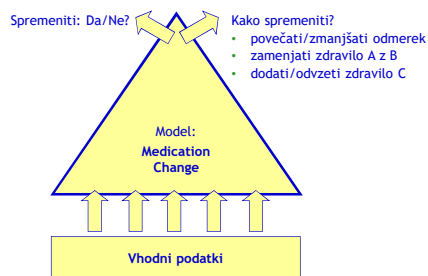 Spremeniti: Da/Ne?
Kako spremeniti?
• povečati/zmanjšati odmerek
• zamenjati zdravilo A z B
• dodati/odvzeti zdravilo C
Model:
Medication
Change
Vhodni podatki